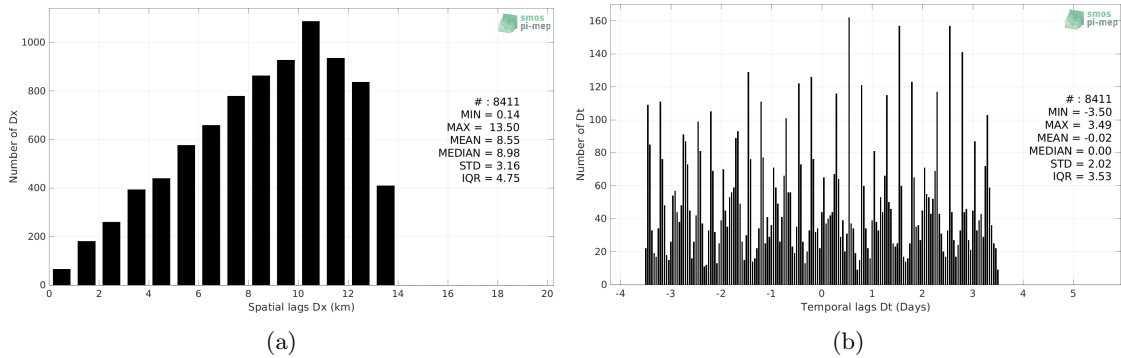 smos
pi-mep
1000
800
600
400
200
0
Number of Dx
# : 8411
MIN = 0.14
MAX = 13.50
MEAN = 8.55
MEDIAN = 8.98
STD = 3.16
IQR = 4.75
0 2 4 6 8 10 12 14 16 18 20
Spatial lags Dx (km)
(a)
smos
pi-mep
160
140
120
100
80
60
40
20
0
Number of Dt
# : 8411
MIN = -3.50
MAX = 3.49
MEAN = -0.02
MEDIAN = 0.00
STD = 2.02
IQR = 3.53
-4 -3 -2 -1 0 1 2 3 4 5
Temporal lags Dt (Days)
(b)